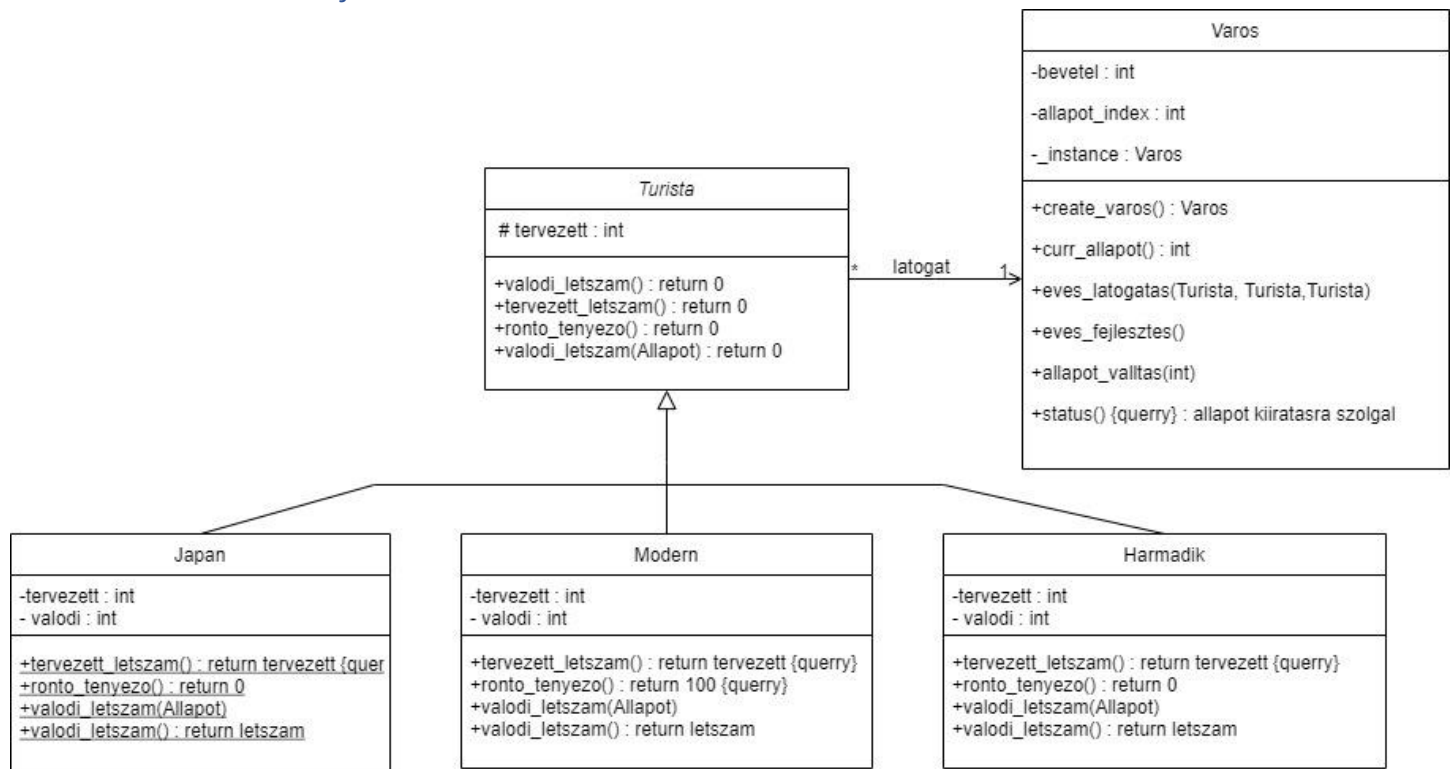 Varos
-bevetel : int
-allapot_index : int
-_instance : Varos
+create_varos() : Varos
+curr_allapot() : int
+eves_latogatas(Turista, Turista,Turista)
+eves_fejlesztes()
+allapot_valltas(int)
+status() {querry} : allapot kiiratasra szolgal
Turista
# tervezett : int
+valodi_letszam() : return 0
+tervezett_letszam() : return 0
+ronto_tenyezo() : return 0
+valodi_letszam(Allapot) : return 0
* latogat 1
Japan
-tervezett : int
- valodi : int
+tervezett_letszam() : return tervezett {quer
+ronto_tenyezo() : return 0
+valodi_letszam(Allapot)
+valodi_letszam() : return letszam
Modern
-tervezett : int
- valodi : int
+tervezett_letszam() : return tervezett {querry}
+ronto_tenyezo() : return 100 {querry}
+valodi_letszam(Allapot)
+valodi_letszam() : return letszam
Harmadik
-tervezett : int
- valodi : int
+tervezett_letszam() : return tervezett {querry}
+ronto_tenyezo() : return 0
+valodi_letszam(Allapot)
+valodi_letszam() : return letszam